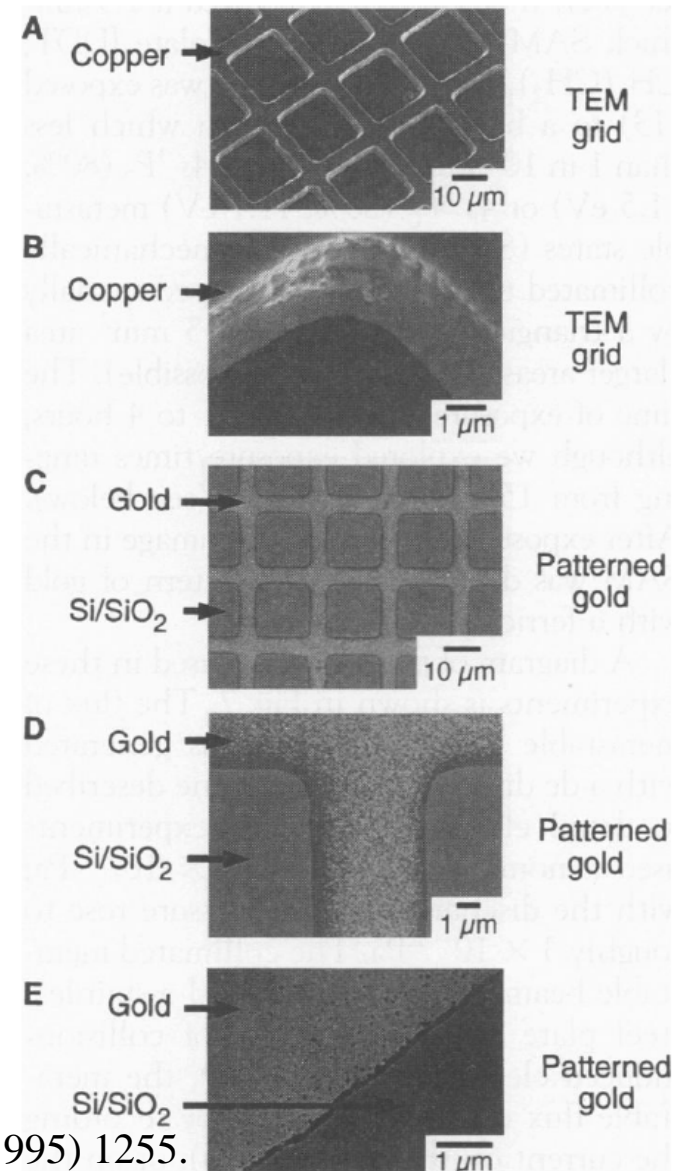 A
Copper
TEM
grid
10 µm
B
Copper
TEM
grid
1 µm
C
Gold
Si/SiO₂
Patterned
gold
10 µm
D
Gold
Si/SiO₂
Patterned
gold
1 µm
E
Gold
Si/SiO₂
Patterned
gold
1 µm
995) 1255.